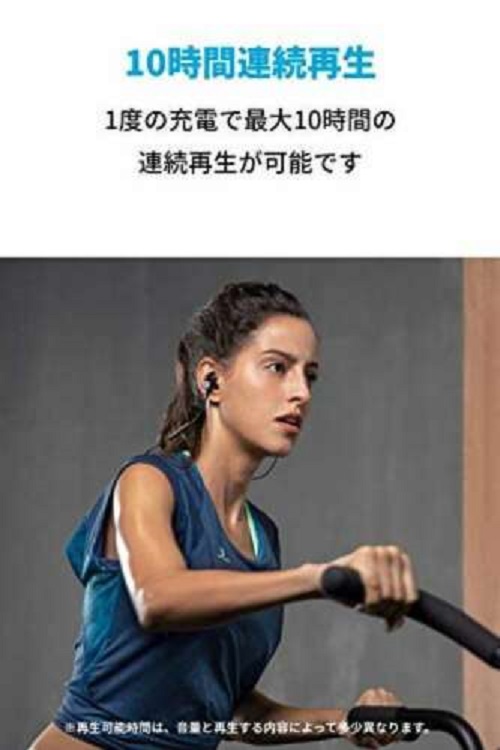 10時間連続再生
1度の充電で最大10時間の
連続再生が可能です
※再生可能時間は、音量と再生する内容によって多少異なります。